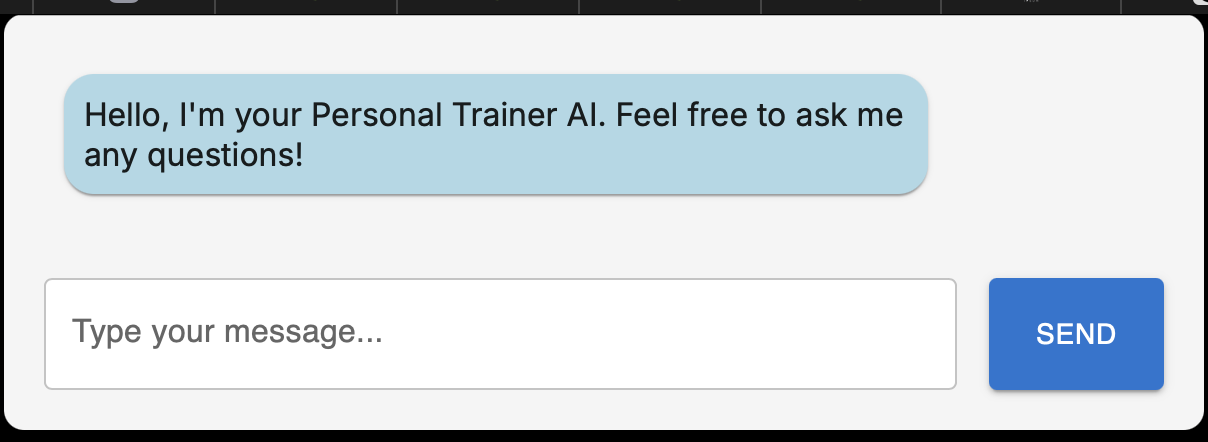 Hello, I'm your Personal Trainer AI. Feel free to ask me
any questions!
Type your message...
SEND